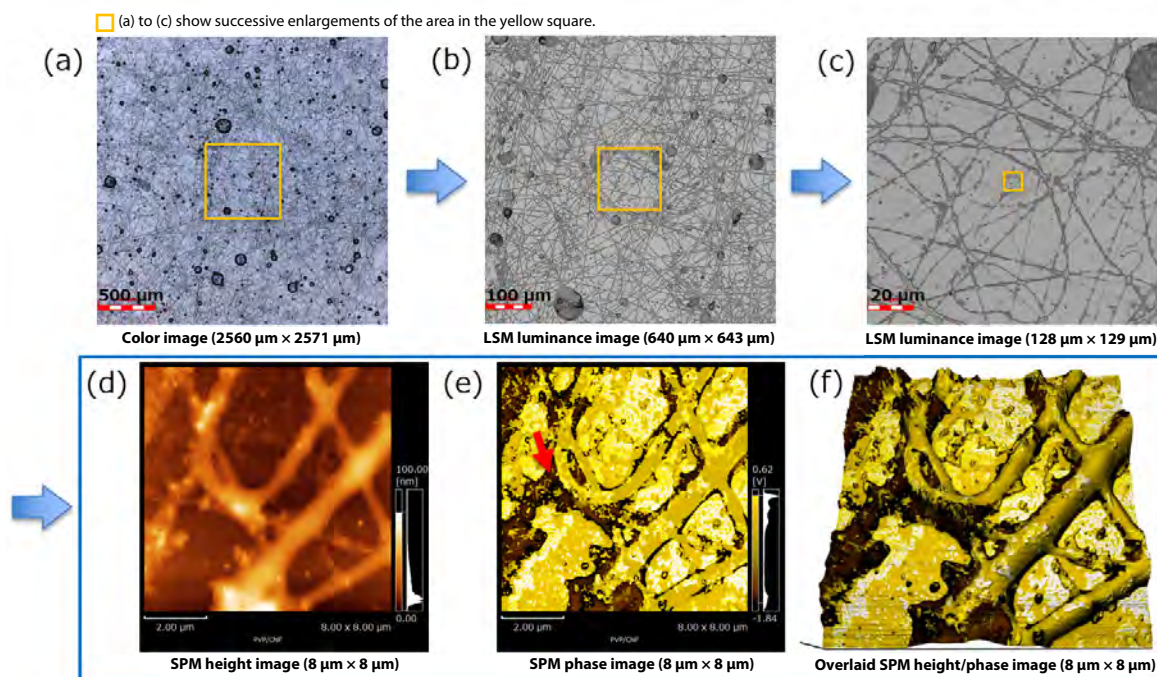 (a) to (c) show successive enlargements of the area in the yellow square.
(a)
(b)
(c)
500 µm
100 µm
20 µm
Color image (2560 µm × 2571 µm)
LSM luminance image (640 µm × 643 µm)
LSM luminance image (128 µm × 129 µm)
(d)
(e)
(f)
100.00
[nm]
0.00
2.00 µm
8.00 x 8.00 µm
PVP/CNF
0.62
[V]
-1.84
2.00 µm
8.00 x 8.00 µm
PVP/CNF
SPM height image (8 µm × 8 µm)
SPM phase image (8 µm × 8 µm)
Overlaid SPM height/phase image (8 µm × 8 µm)